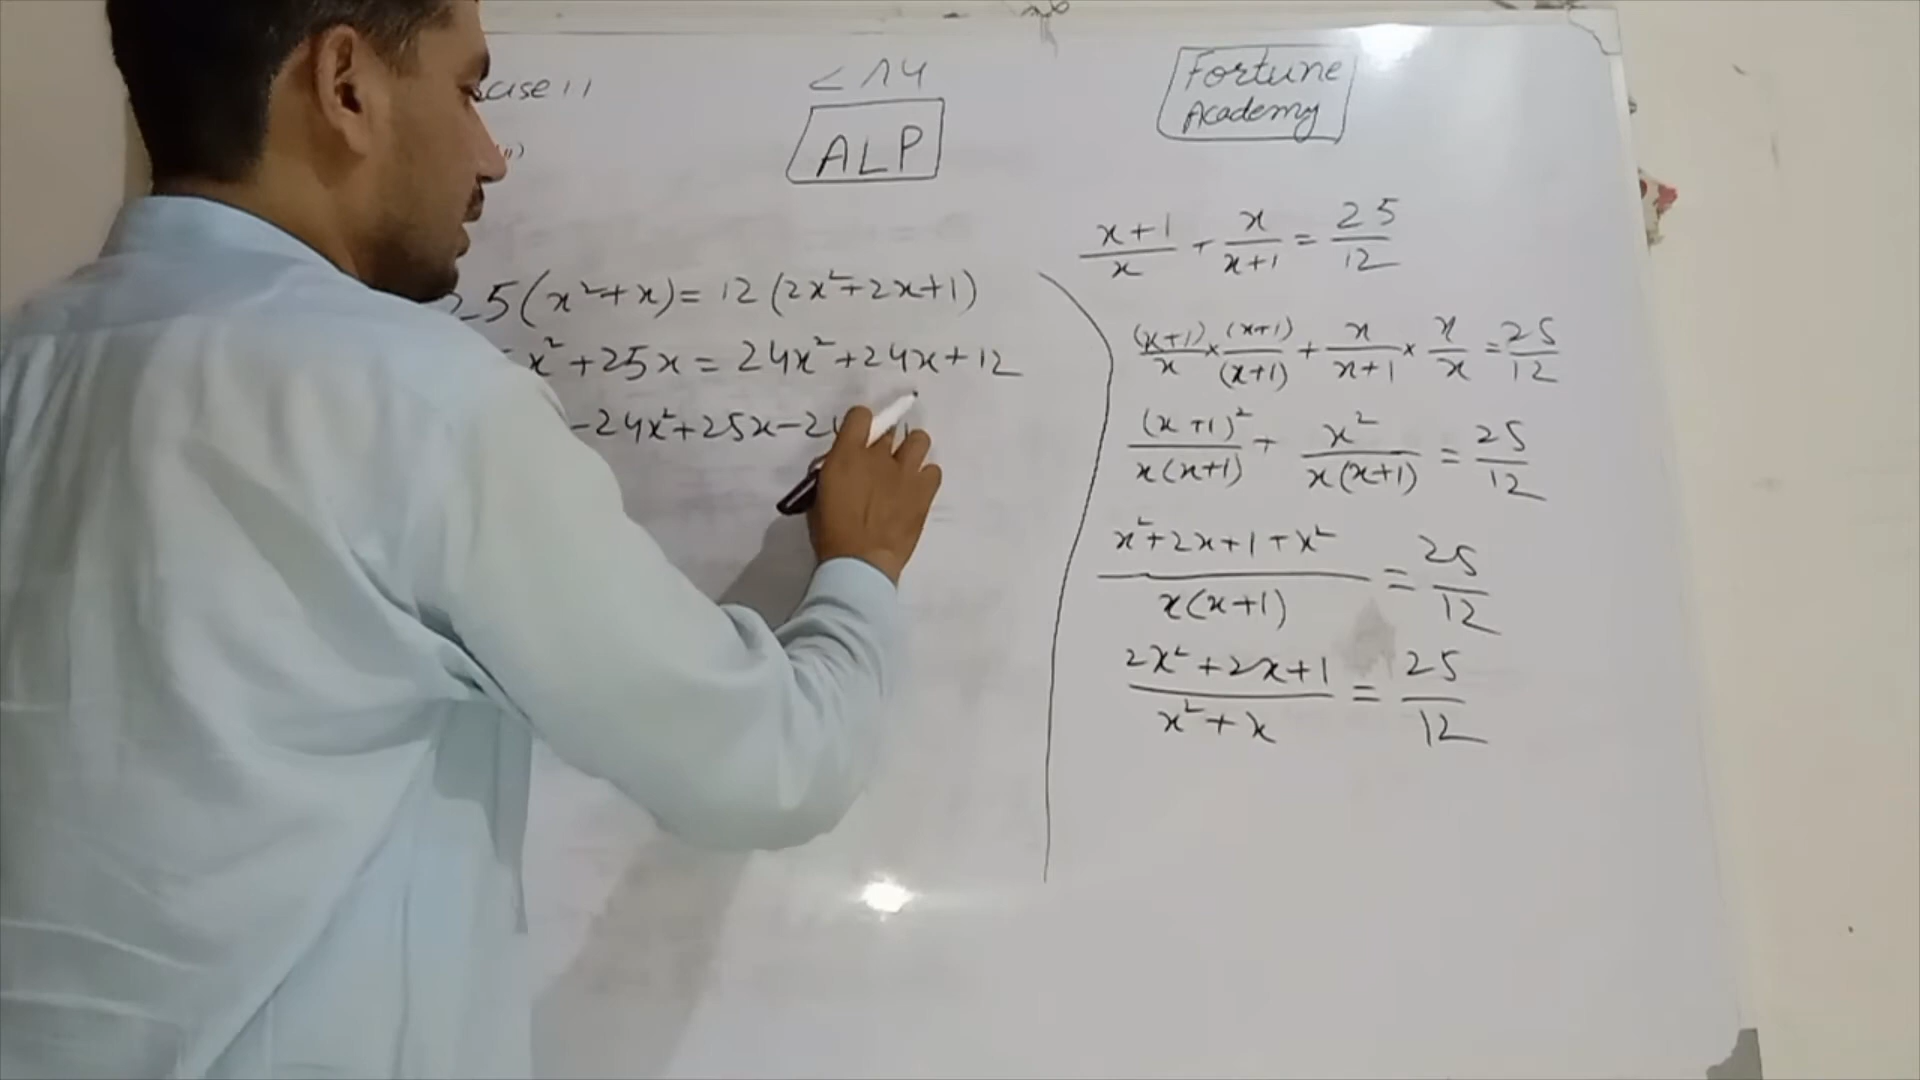 < 14
ALP
Fortune
Academy
25(x²+x)=12(2x²+2x+1)
x²+25x=24x²+24x+12
-24x²+25x-24
(x+1)/x + x/(x+1) = 25/12
(x+1)/x × (x+1)/(x+1) + x/(x+1) × x/x = 25/12
(x+1)²/x(x+1) + x²/x(x+1) = 25/12
(x²+2x+1+x²)/x(x+1) = 25/12
(2x²+2x+1)/(x²+x) = 25/12